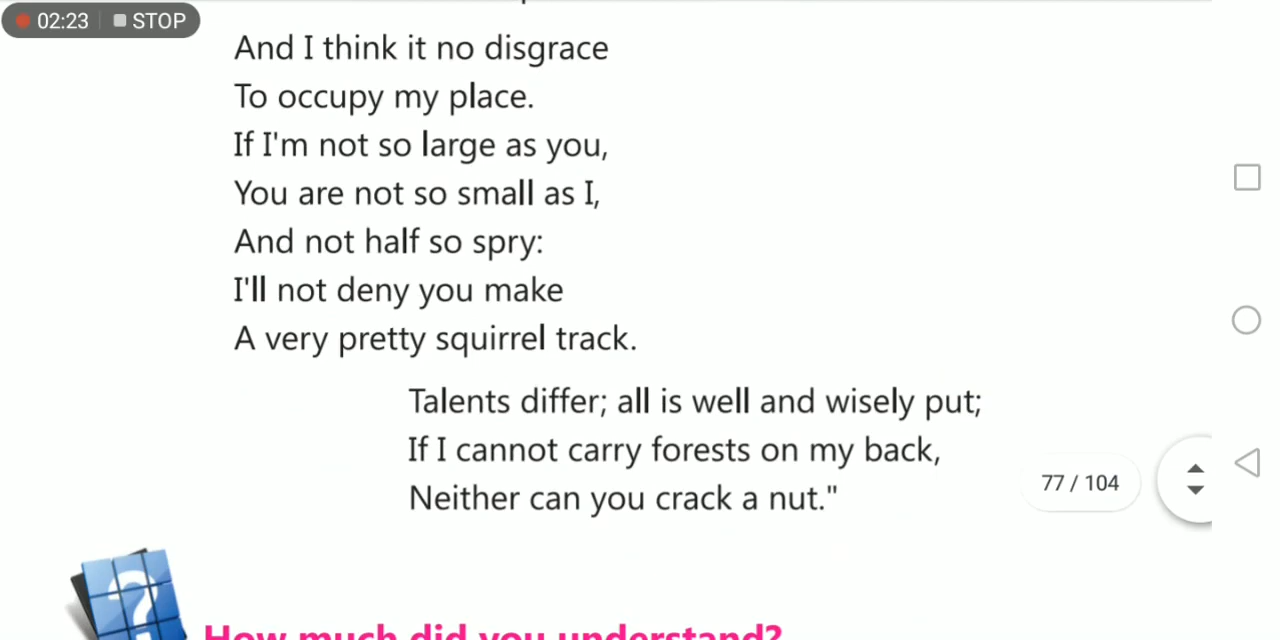 02:23 STOP
And I think it no disgrace
To occupy my place.
If I'm not so large as you,
You are not so small as I,
And not half so spry:
I'll not deny you make
A very pretty squirrel track.
Talents differ; all is well and wisely put;
If I cannot carry forests on my back,
Neither can you crack a nut."
77 / 104
How much did you understand?